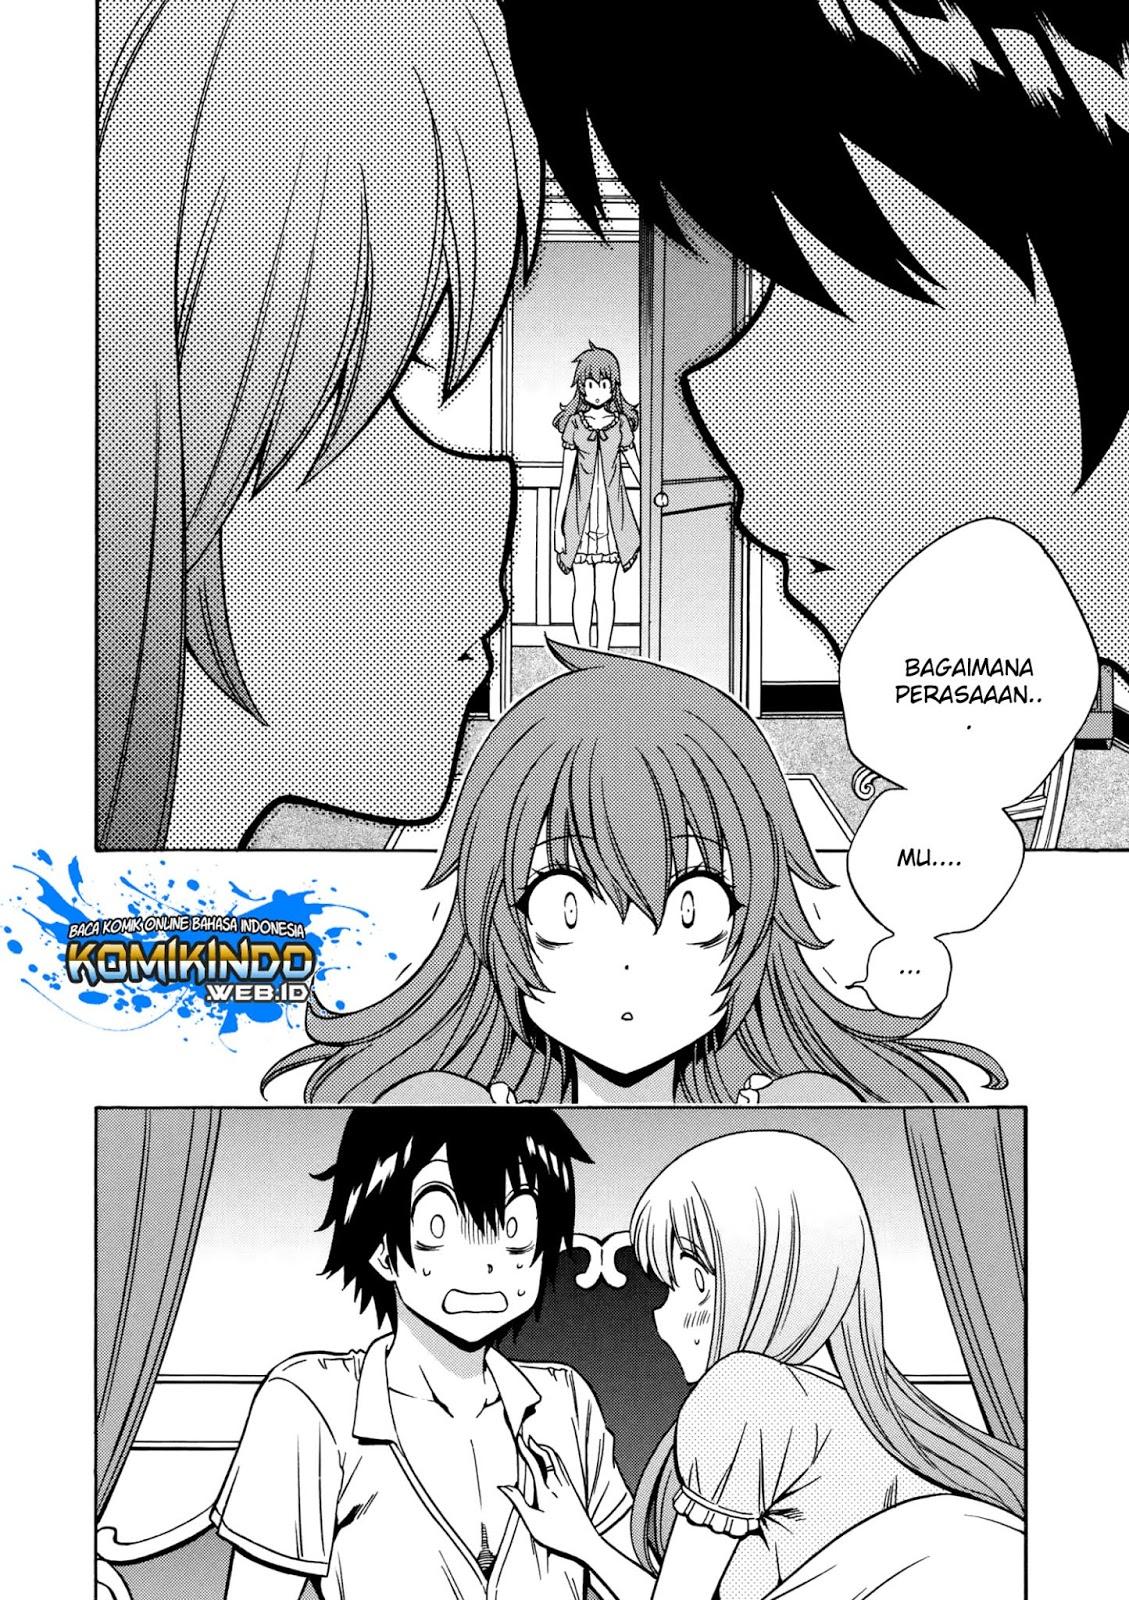 BAGAIMANA
PERASAAAN..
.
MU....
...
BACA KOMIK ONLINE BAHASA INDONESIA
KOMIKINDO
.WEB.ID